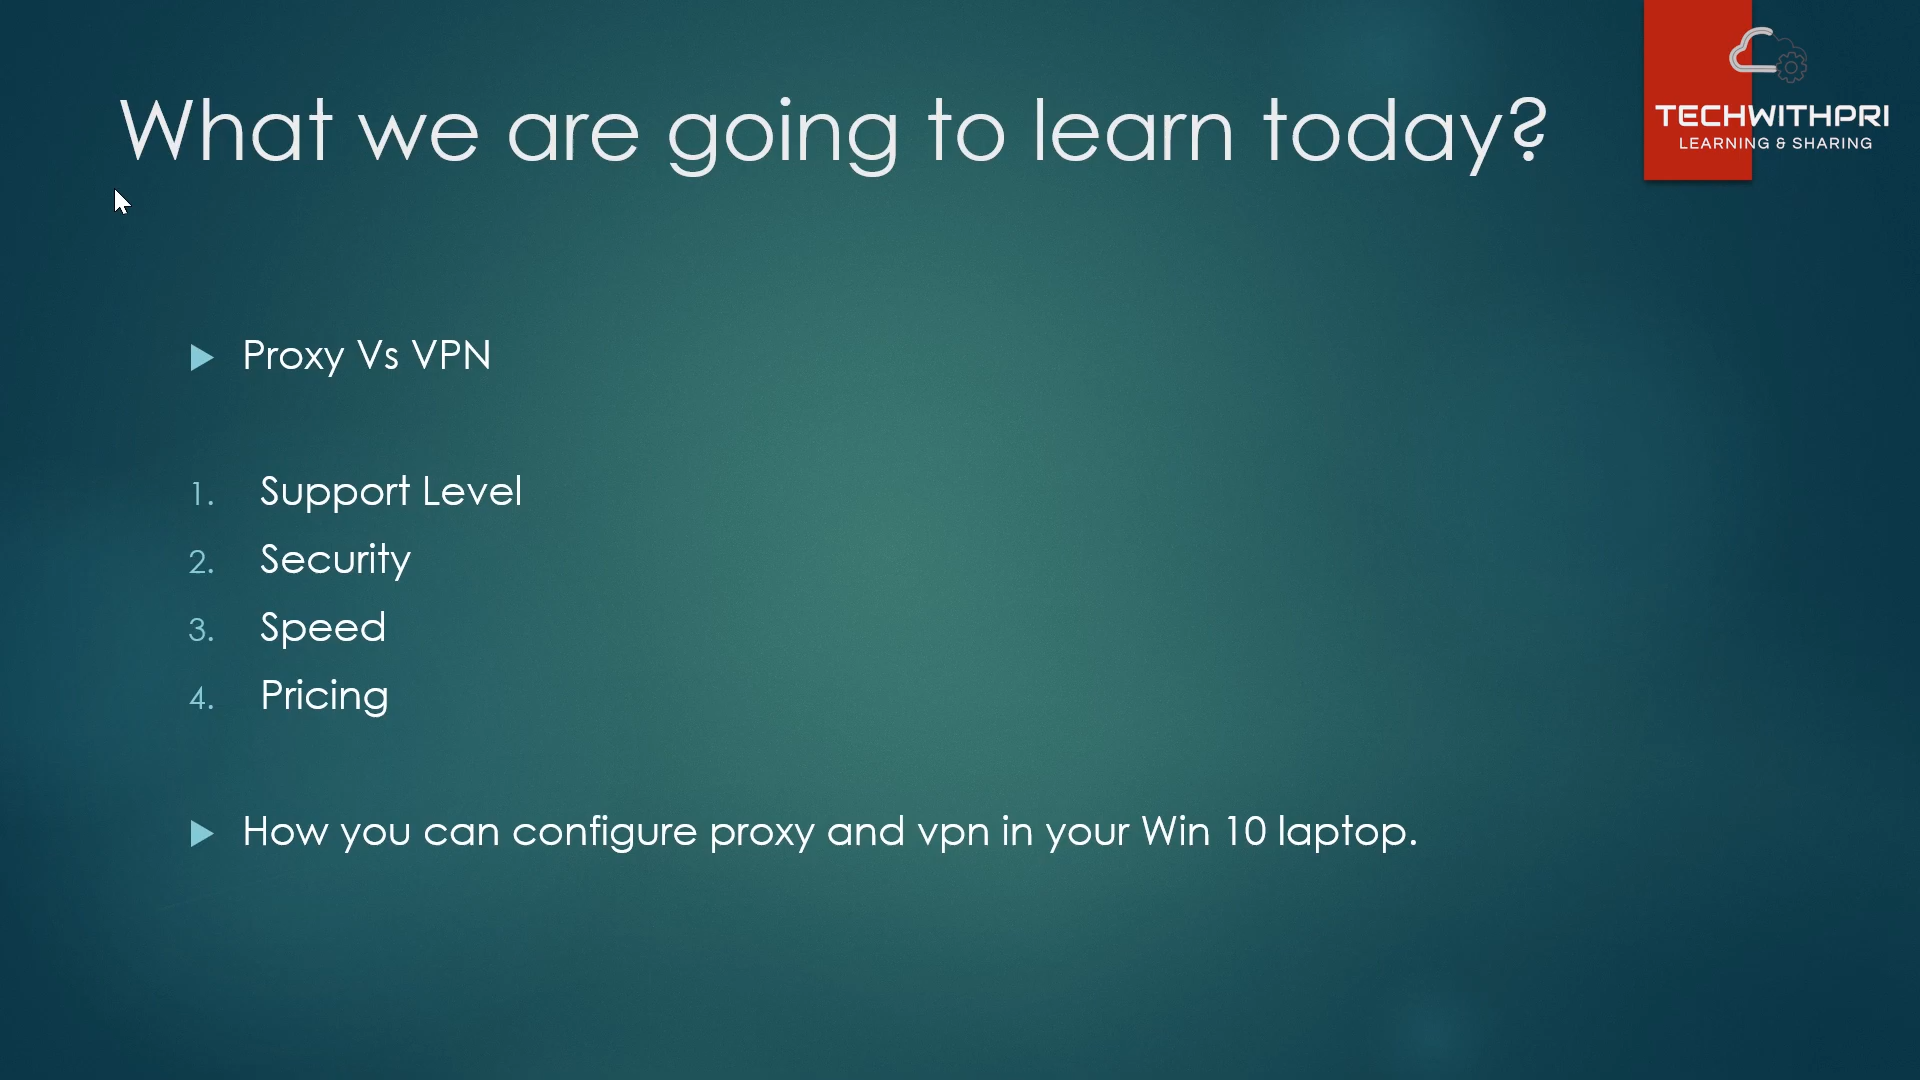 What we are going to learn today?
TECHWITHPRI
LEARNING & SHARING
Proxy Vs VPN
1. Support Level
2. Security
3. Speed
4. Pricing
How you can configure proxy and vpn in your Win 10 laptop.